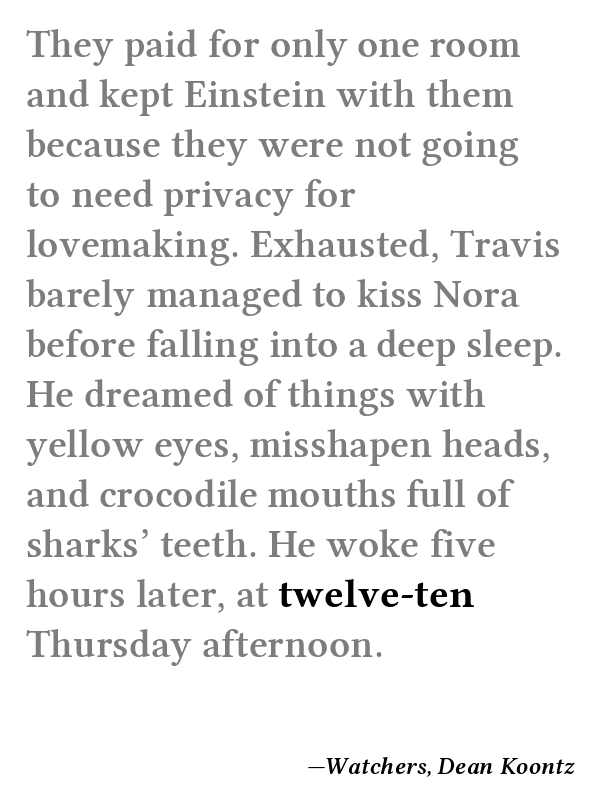 They paid for only one room
and kept Einstein with them
because they were not going
to need privacy for
lovemaking. Exhausted, Travis
barely managed to kiss Nora
before falling into a deep sleep.
He dreamed of things with
yellow eyes, misshapen heads,
and crocodile mouths full of
sharks’ teeth. He woke five
hours later, at twelve-ten
Thursday afternoon.
—Watchers, Dean Koontz